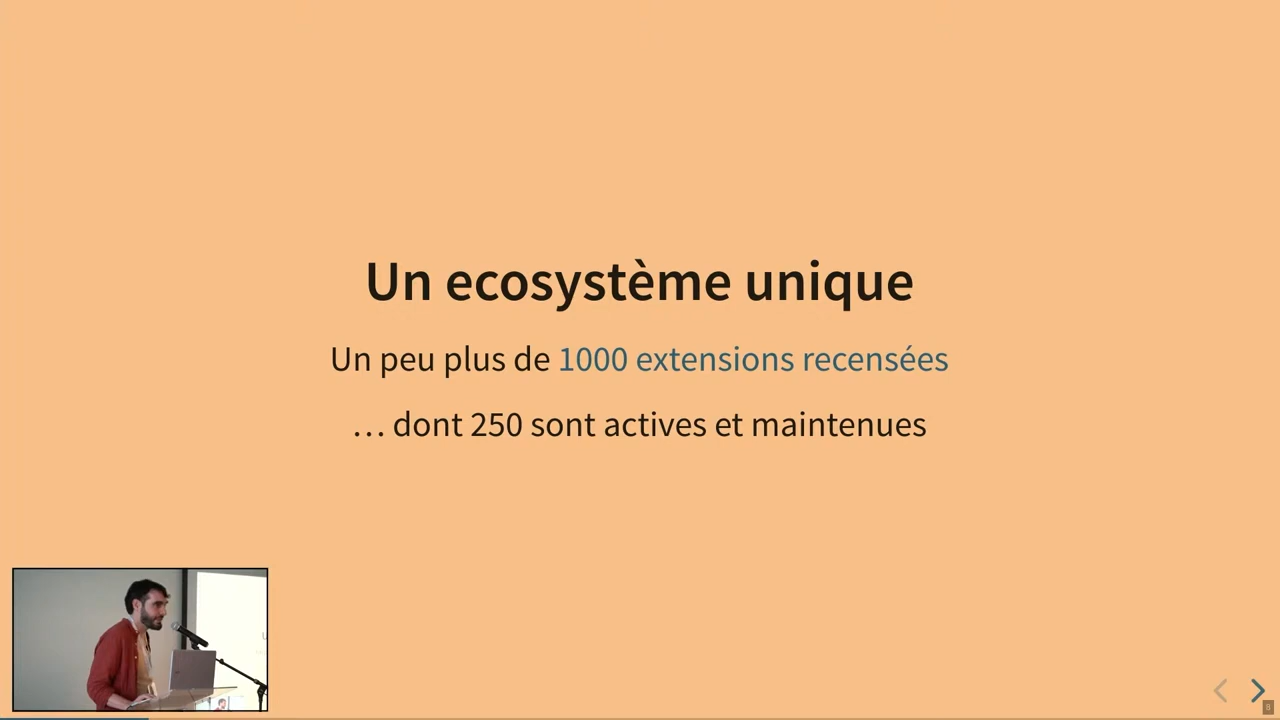 Un ecosystème unique
Un peu plus de 1000 extensions recensées
… dont 250 sont actives et maintenues